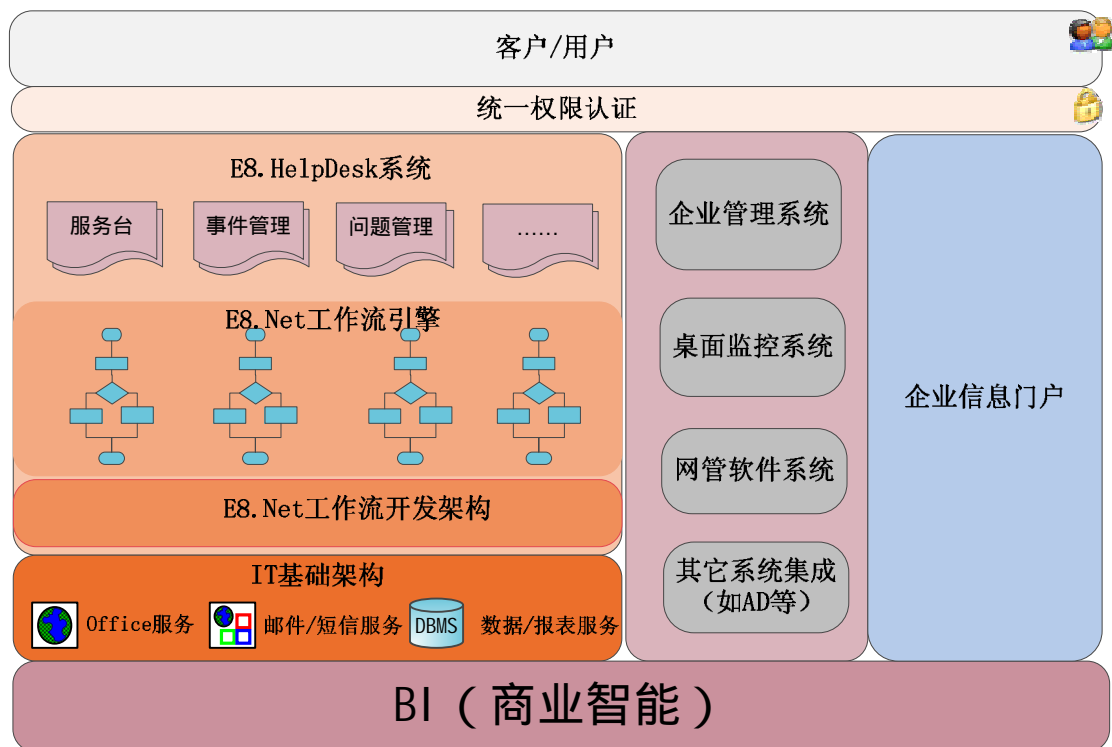 客户/用户
统一权限认证
E8.HelpDesk系统
服务台
事件管理
问题管理
……
E8.Net工作流引擎
E8.Net工作流开发架构
IT基础架构
Office服务
邮件/短信服务
DBMS
数据/报表服务
企业管理系统
桌面监控系统
网管软件系统
其它系统集成
（如AD等）
企业信息门户
BI（商业智能）